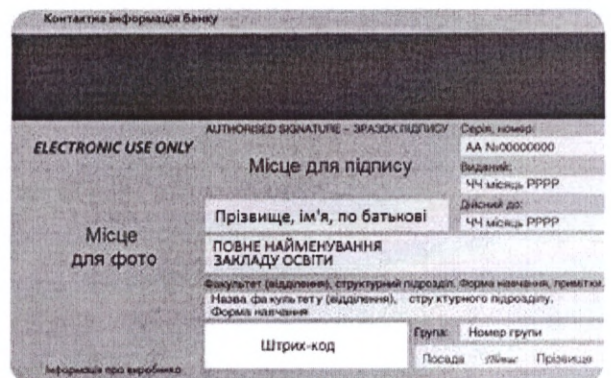 Контактна інформація банку
AUTHORISED SIGNATURE – ЗРАЗОК ПІДПИСУ
Серія, номер:
ELECTRONIC USE ONLY
АА №00000000
Місце для підпису
Виданий:
ЧЧ місяць РРРР
Дійсний до:
Прізвище, ім'я, по батькові
ЧЧ місяць РРРР
Місце
для фото
ПОВНЕ НАЙМЕНУВАННЯ
ЗАКЛАДУ ОСВІТИ
Факультет (відділення), структурний підрозділ. Форма навчання, примітки.
Назва факультету (відділення), структурного підрозділу,
Форма навчання
Штрих-код
Група: Номер групи
Посада Прізвище
Інформація про виробника